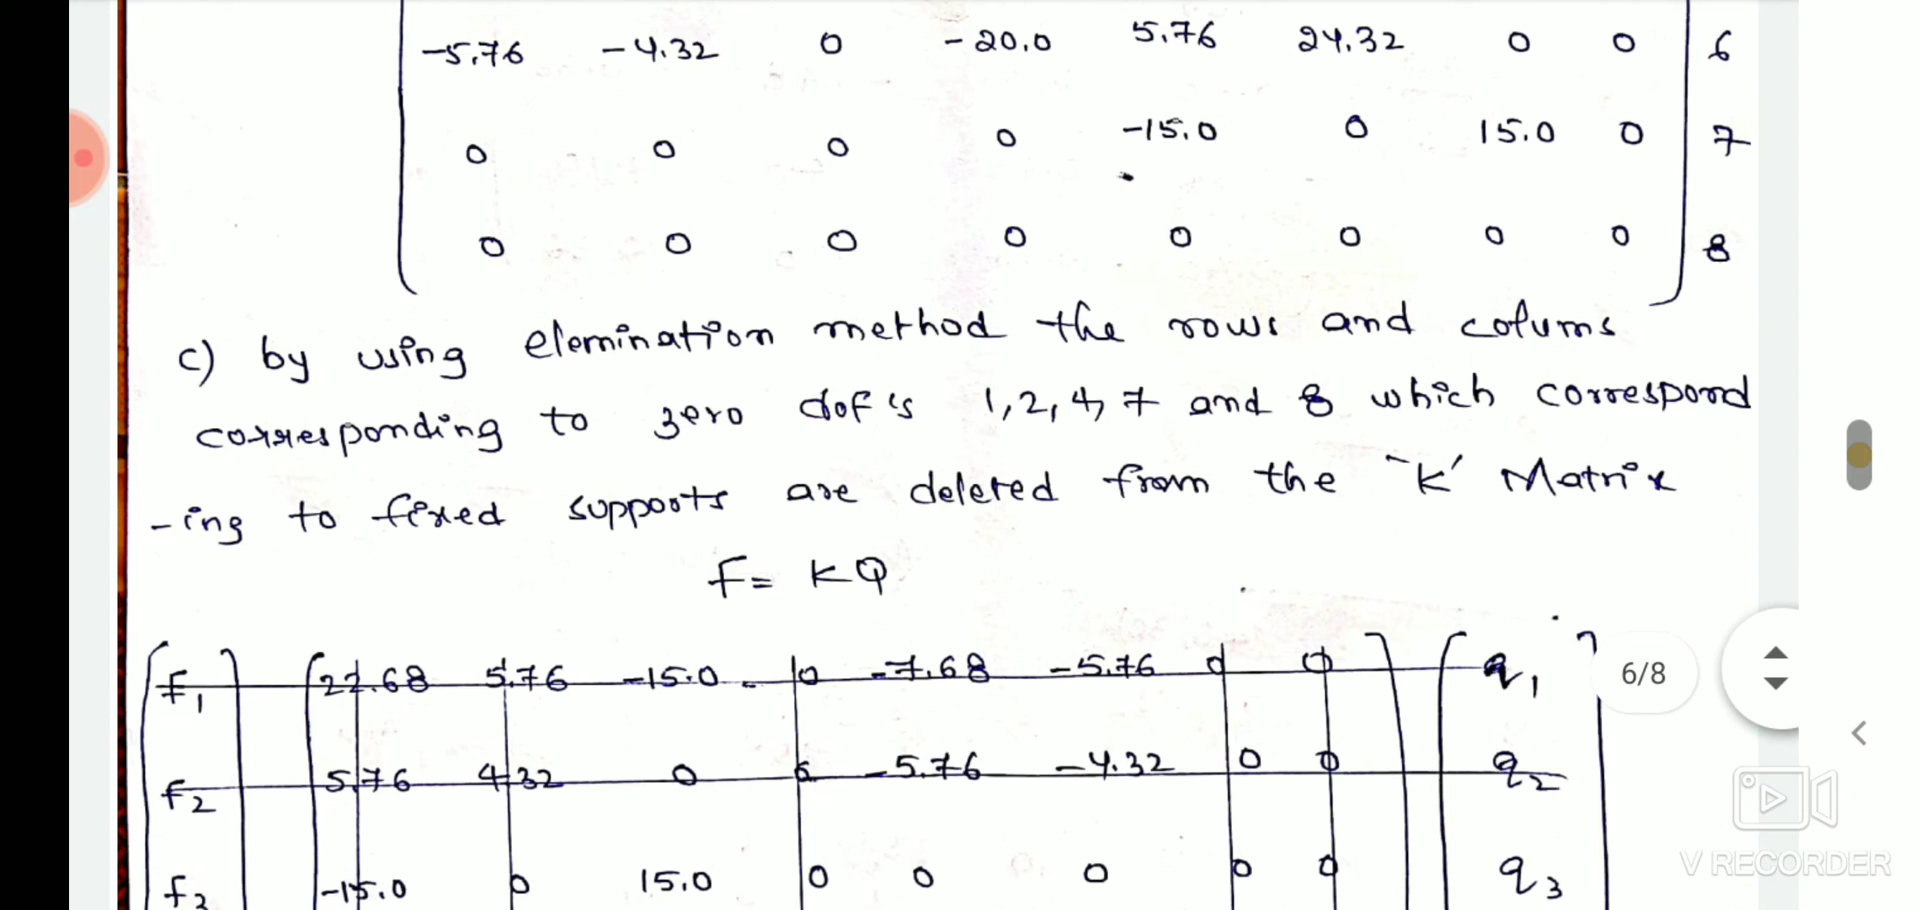 -5.76 -4.32 0 -20.0 5.76 24.32 0 0 6
0 0 0 0 -15.0 0 15.0 0 7
0 0 0 0 0 0 0 0 8
c) by using elemination method the rows and colums
corresponding to zero dof's 1,2,4,7 and 8 which correspond
-ing to fixed supports are deleted from the "K' Matrix
F= KQ
F1 22.68 5.76 -15.0 0 -7.68 -5.76 0 0 q1
F2 5.76 4.32 0 0 -5.76 -4.32 0 0 q2
F3 -15.0 0 15.0 0 0 0 0 0 q3
6/8
V RECORDER